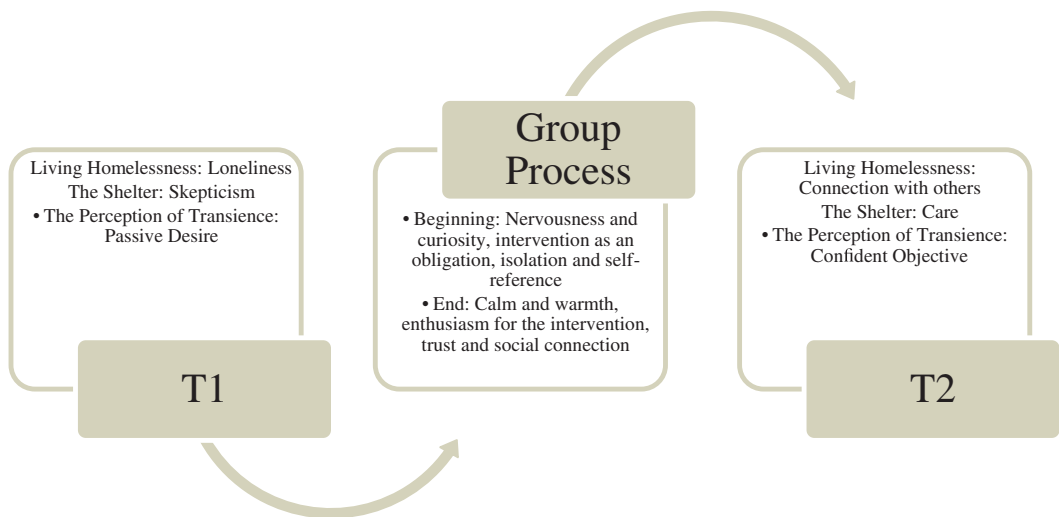 Living Homelessness: Loneliness
The Shelter: Skepticism
• The Perception of Transience:
Passive Desire
T1
Group
Process
• Beginning: Nervousness and
curiosity, intervention as an
obligation, isolation and self-
reference
• End: Calm and warmth,
enthusiasm for the intervention,
trust and social connection
Living Homelessness:
Connection with others
The Shelter: Care
• The Perception of Transience:
Confident Objective
T2